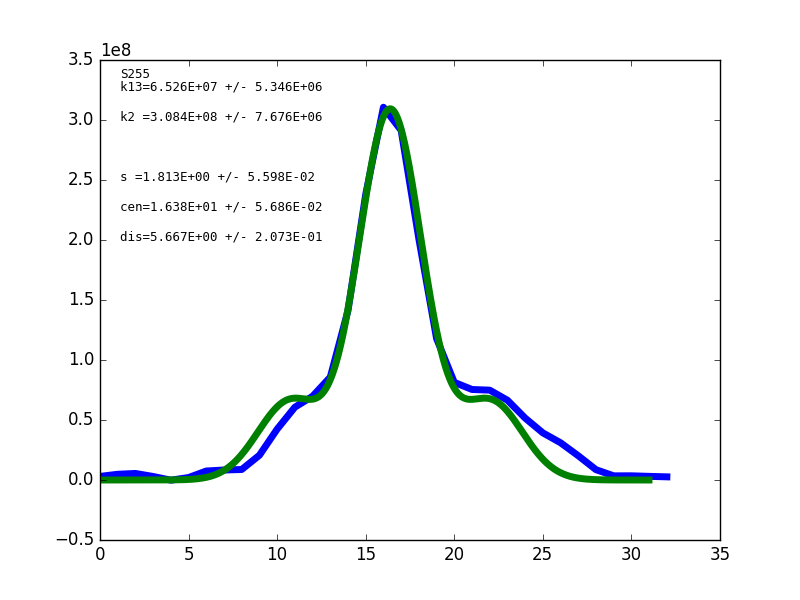 1e8
3.5
3.0
2.5
2.0
1.5
1.0
0.5
0.0
−0.5
S255
k13=6.526E+07 +/- 5.346E+06
k2 =3.084E+08 +/- 7.676E+06
s =1.813E+00 +/- 5.598E-02
cen=1.638E+01 +/- 5.686E-02
dis=5.667E+00 +/- 2.073E-01
0 5 10 15 20 25 30 35